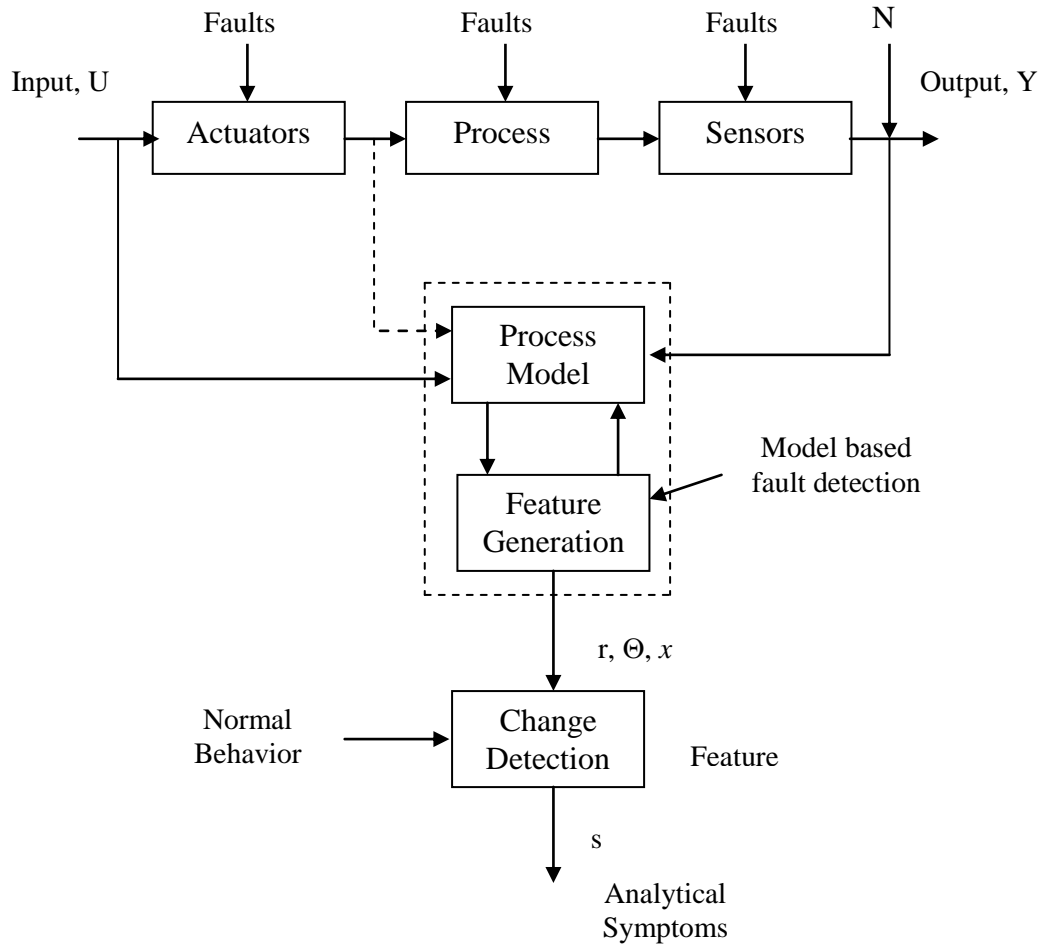 Faults
Faults
Faults
N
Input, U
Output, Y
Actuators
Process
Sensors
Process
Model
Model based
fault detection
Feature
Generation
r, Θ, x
Normal
Behavior
Change
Detection
Feature
s
Analytical
Symptoms